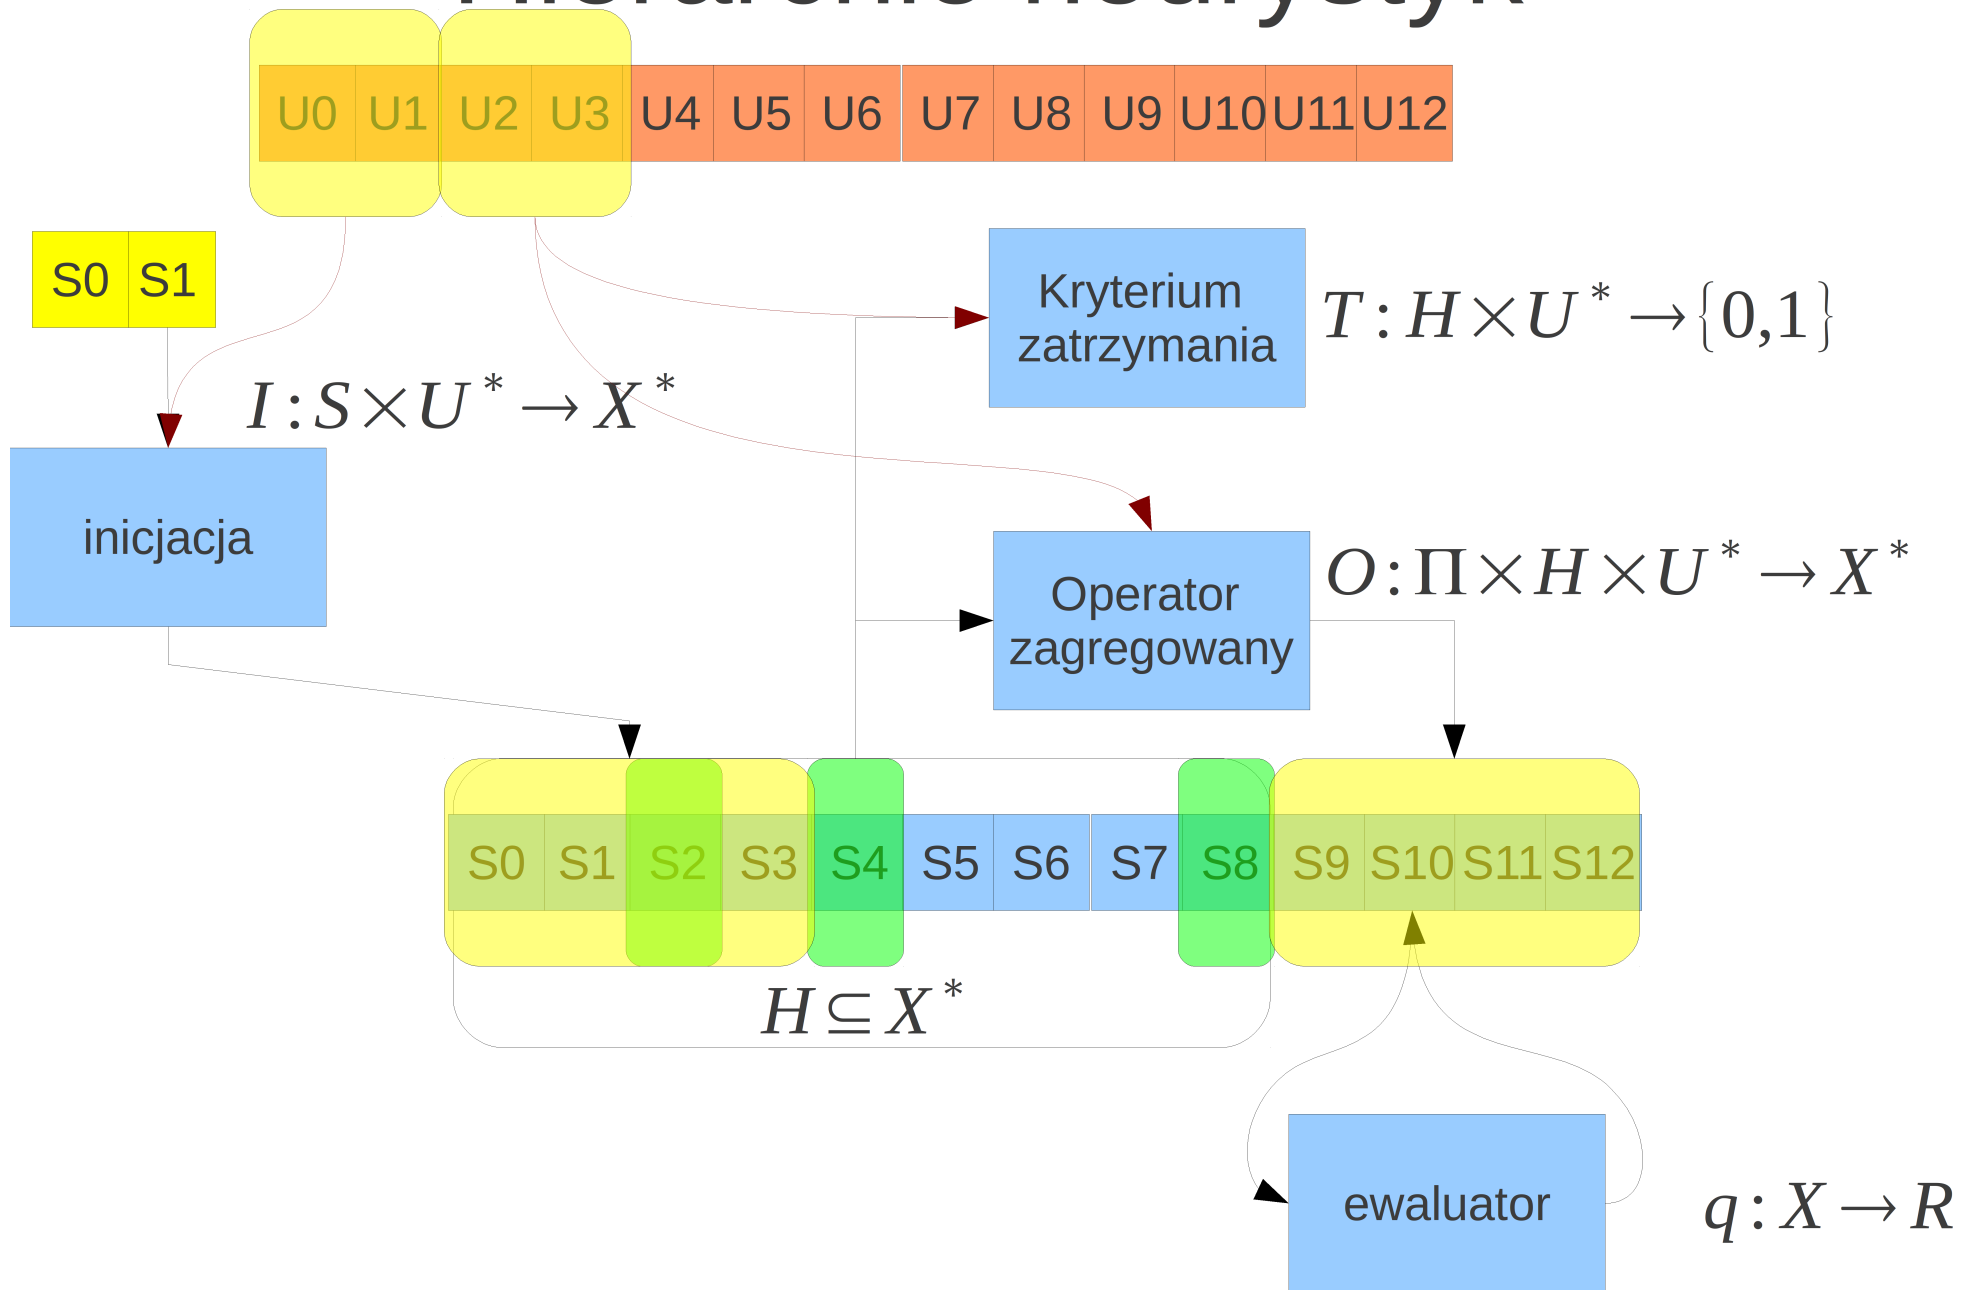 U0 U1 U2 U3 U4 U5 U6 U7 U8 U9 U10 U11 U12
S0 S1
Kryterium
zatrzymania
T : H × U * → {0,1}
I : S × U * → X *
inicjacja
Operator
zagregowany
O : Π × H × U * → X *
S0 S1 S2 S3 S4 S5 S6 S7 S8 S9 S10 S11 S12
H ⊆ X *
ewaluator
q : X → R